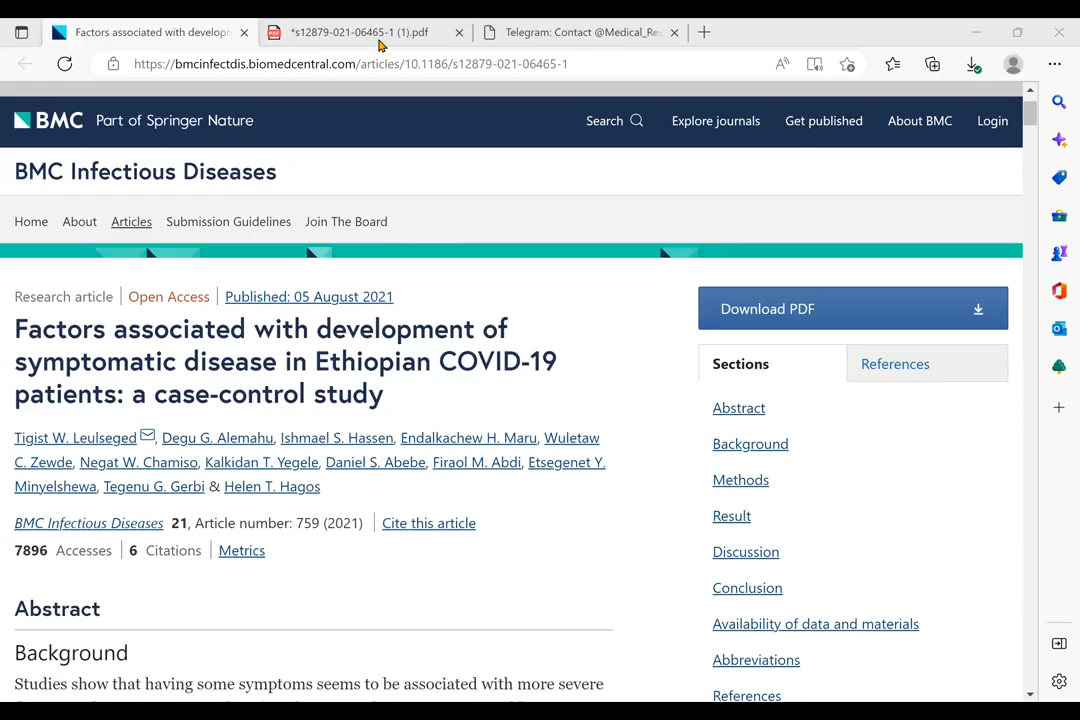 Factors associated with develop
*s12879-021-06465-1 (1).pdf
Telegram: Contact @Medical_Res
https://bmcinfectdis.biomedcentral.com/articles/10.1186/s12879-021-06465-1
BMC Part of Springer Nature
Search
Explore journals
Get published
About BMC
Login
BMC Infectious Diseases
Home About Articles Submission Guidelines Join The Board
Research article Open Access Published: 05 August 2021
Factors associated with development of
symptomatic disease in Ethiopian COVID-19
patients: a case-control study
Tigist W. Leulseged, Degu G. Alemahu, Ishmael S. Hassen, Endalkachew H. Maru, Wuletaw
C. Zewde, Negat W. Chamiso, Kalkidan T. Yegele, Daniel S. Abebe, Firaol M. Abdi, Etsegenet Y.
Minyelshewa, Tegenu G. Gerbi & Helen T. Hagos
BMC Infectious Diseases 21, Article number: 759 (2021) Cite this article
7896 Accesses 6 Citations Metrics
Abstract
Background
Studies show that having some symptoms seems to be associated with more severe
Download PDF
Sections
References
Abstract
Background
Methods
Result
Discussion
Conclusion
Availability of data and materials
Abbreviations
References